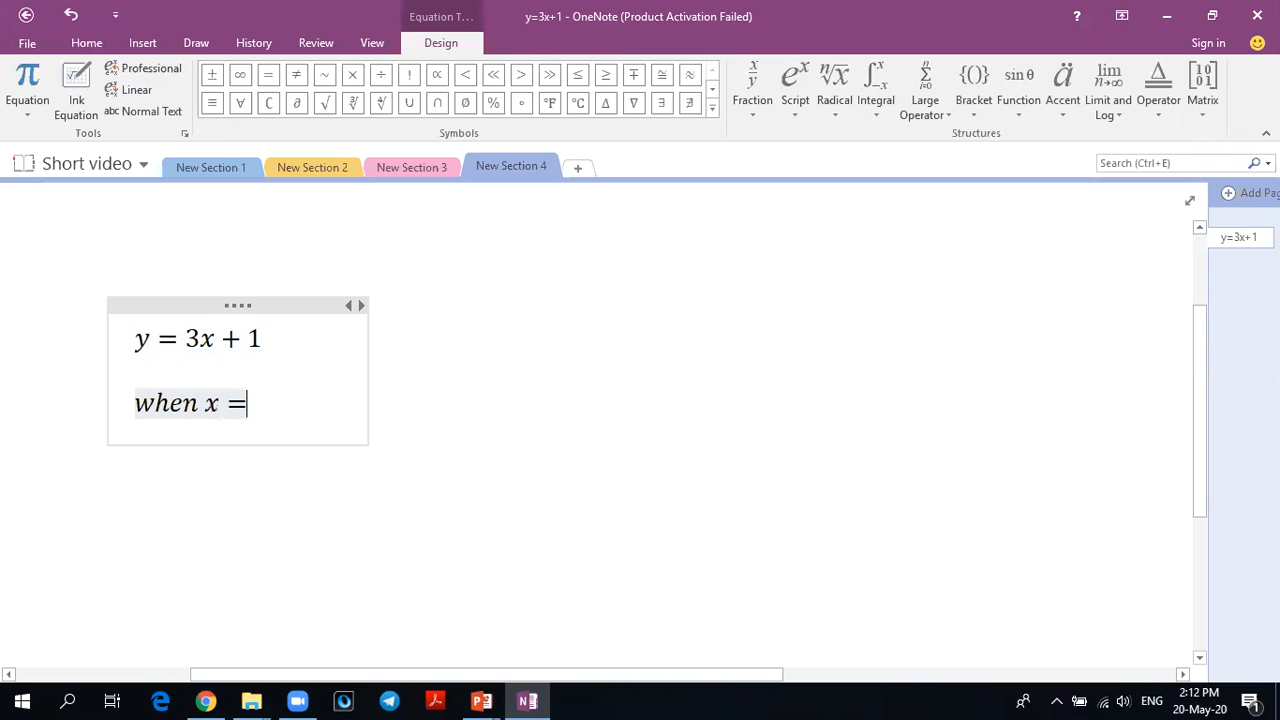 Equation T...
y=3x+1 - OneNote (Product Activation Failed)
?
File Home Insert Draw History Review View Design Sign in
Equation
Ink Equation
Professional
Linear
abc Normal Text
Tools
± ∞ = ≠ ~ × ÷ ! ∝ < ≪ > ≫ ≤ ≥ ∓ ≅ ≈
≡ ∀ ∁ ∂ √ ∛ ∜ ∪ ∩ ∅ % ∘ °F °C ∆ ∇ ∃ ∄
Symbols
Fraction Script Radical Integral Large Operator Bracket Function Accent Limit and Log Operator Matrix
Structures
Short video New Section 1 New Section 2 New Section 3 New Section 4 +
Search (Ctrl+E)
Add Pag
y=3x+1
y = 3x + 1
when x =
ENG
2:12 PM
20-May-20
1